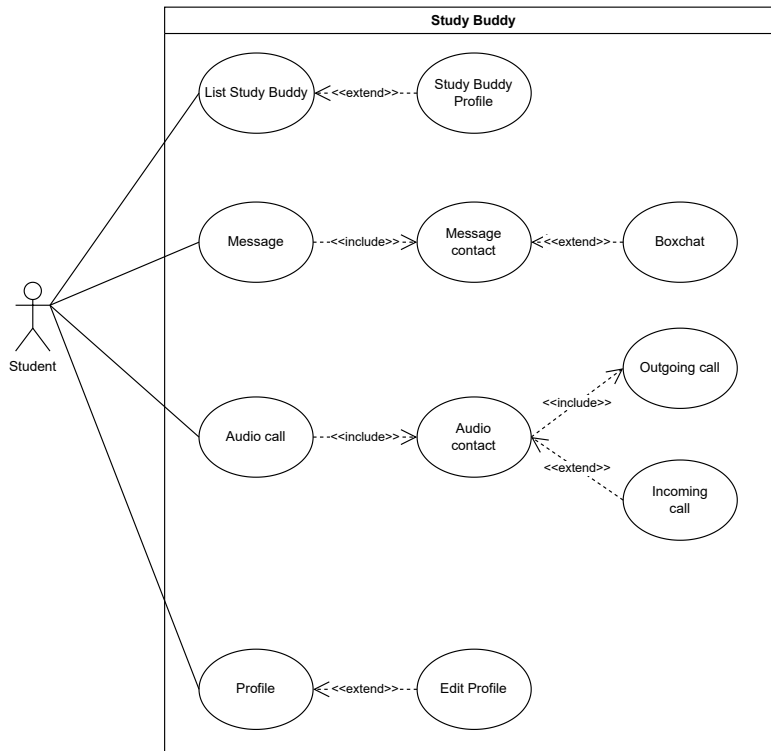 Study Buddy
List Study Buddy
<<extend>>
Study Buddy
Profile
Message
<<include>>
Message
contact
<<extend>>
Boxchat
Student
Audio call
<<include>>
Audio
contact
<<include>>
Outgoing call
<<extend>>
Incoming
call
Profile
<<extend>>
Edit Profile